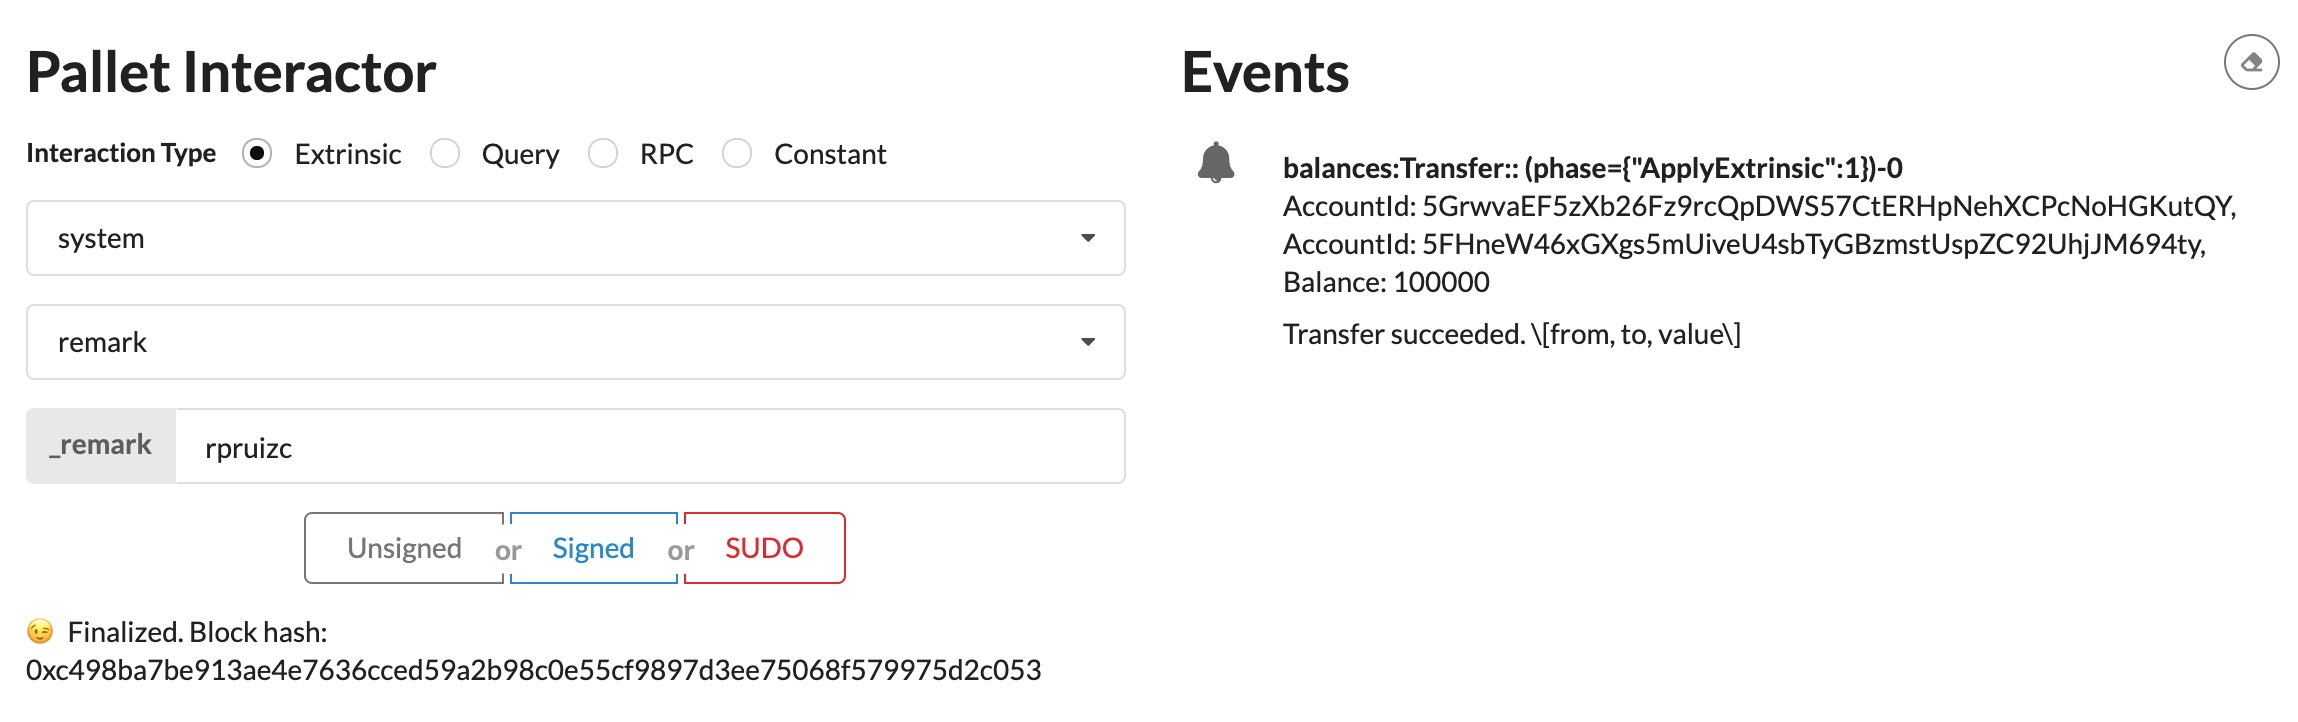 Pallet Interactor
Interaction Type Extrinsic Query RPC Constant
system
remark
_remark rpruizc
Unsigned or Signed or SUDO
😉 Finalized. Block hash:
0xc498ba7be913ae4e7636cced59a2b98c0e55cf9897d3ee75068f579975d2c053
Events
balances:Transfer:: (phase={"ApplyExtrinsic":1})-0
AccountId: 5GrwvaEF5zXb26Fz9rcQpDWS57CtERHpNehXCPcNoHGKutQY,
AccountId: 5FHneW46xGXgs5mUiveU4sbTyGBzmstUspZC92UhjJM694ty,
Balance: 100000
Transfer succeeded. \[from, to, value\]